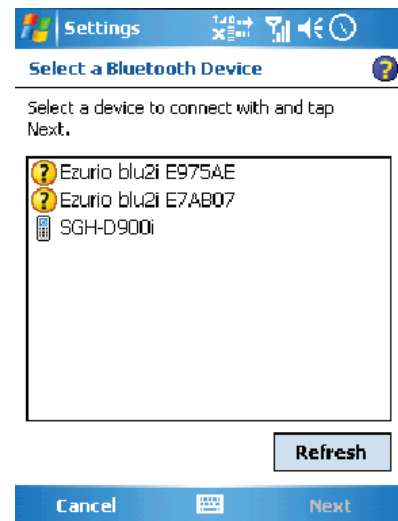 Settings
Select a Bluetooth Device
Select a device to connect with and tap
Next.
Ezurio blu2i E975AE
Ezurio blu2i E7AB07
SGH-D900i
Refresh
Cancel
Next